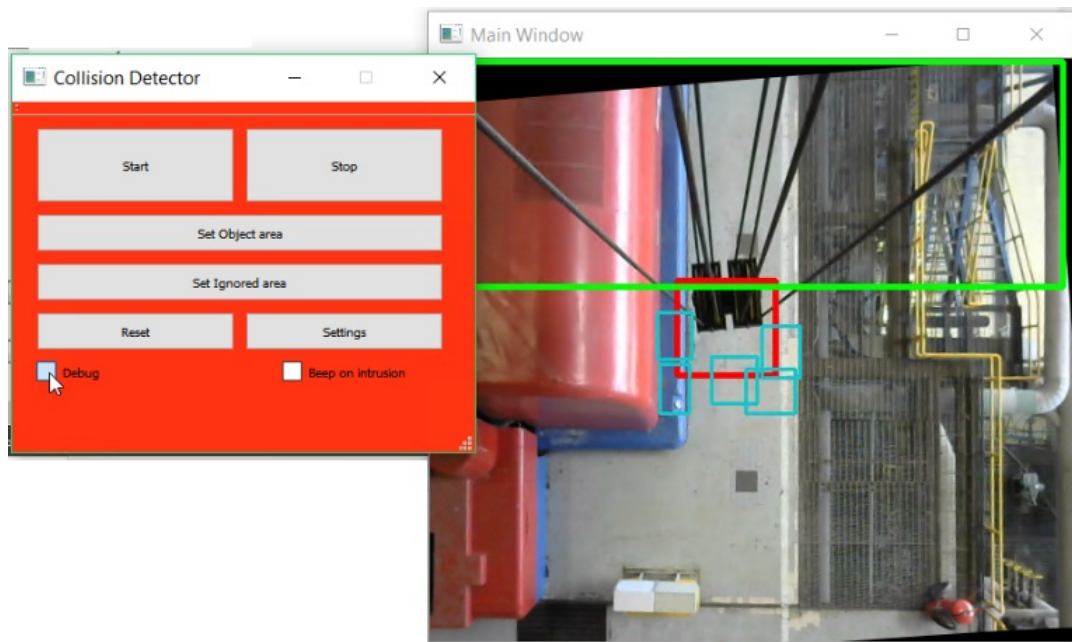 Main Window
Collision Detector
Start
Stop
Set Object area
Set Ignored area
Reset
Settings
Debug
Beep on intrusion